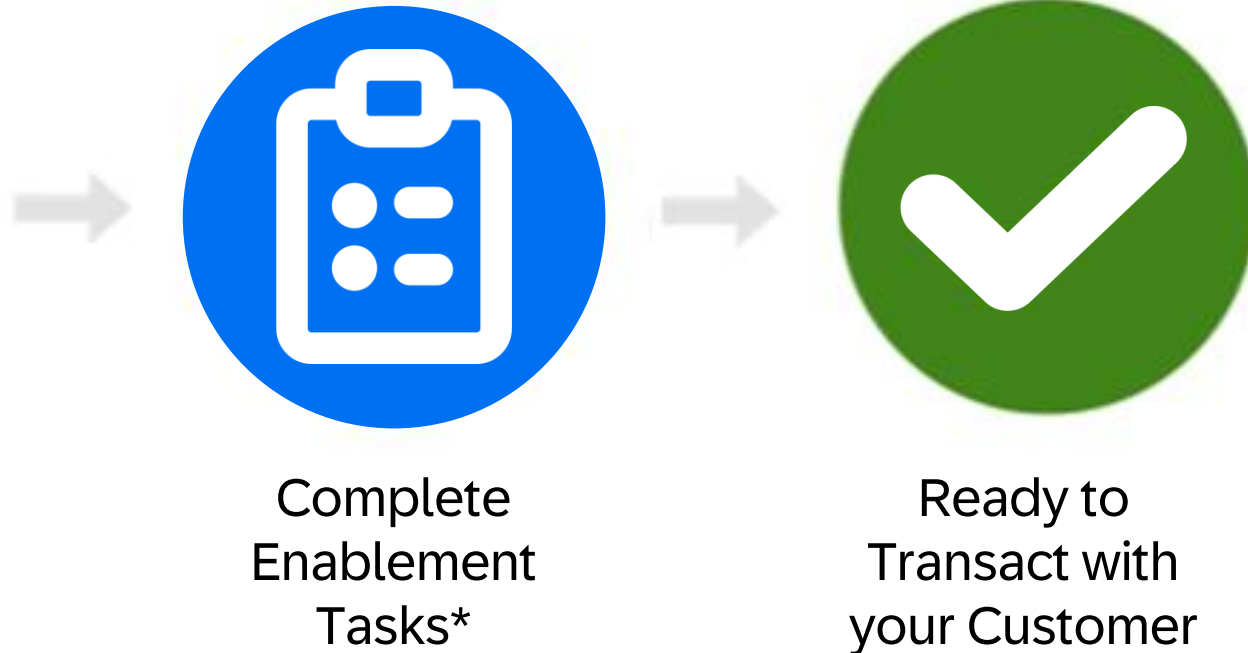 Complete
Enablement
Tasks*
Ready to
Transact with
your Customer